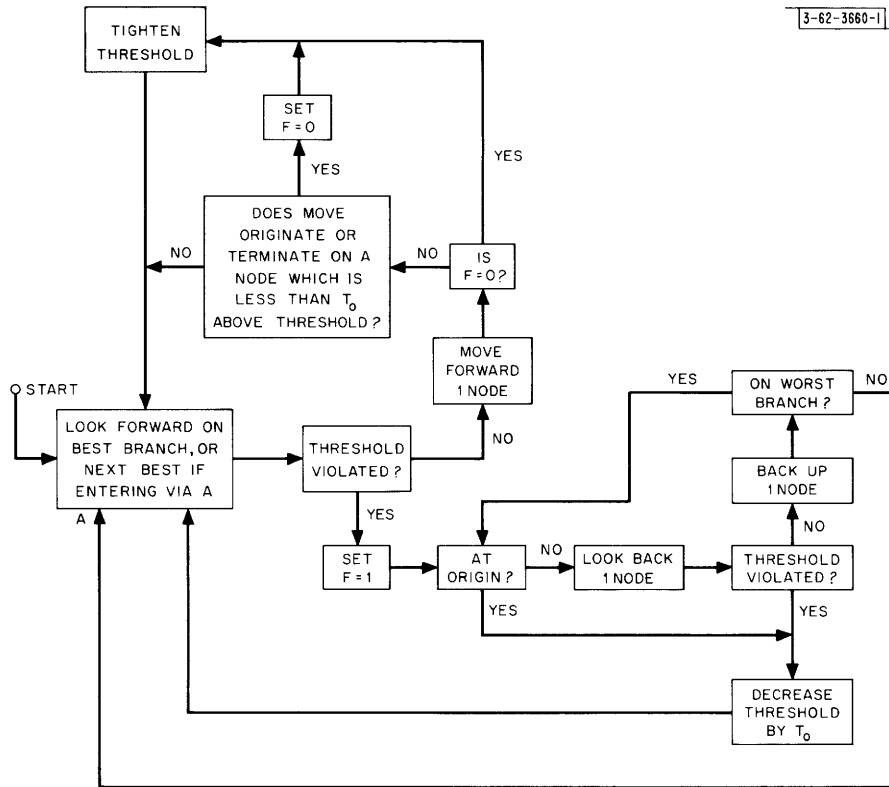 3-62-3660-1
TIGHTEN
THRESHOLD
SET
F=0
YES
YES
DOES MOVE
ORIGINATE OR
TERMINATE ON A
NODE WHICH IS
LESS THAN T₀
ABOVE THRESHOLD?
NO
NO
IS
F=0?
MOVE
FORWARD
1 NODE
START
YES
ON WORST
BRANCH?
NO
LOOK FORWARD ON
BEST BRANCH, OR
NEXT BEST IF
ENTERING VIA A
THRESHOLD
VIOLATED?
NO
BACK UP
1 NODE
A
YES
NO
SET
F=1
AT
ORIGIN?
NO
LOOK BACK
1 NODE
THRESHOLD
VIOLATED?
YES
YES
DECREASE
THRESHOLD
BY T₀